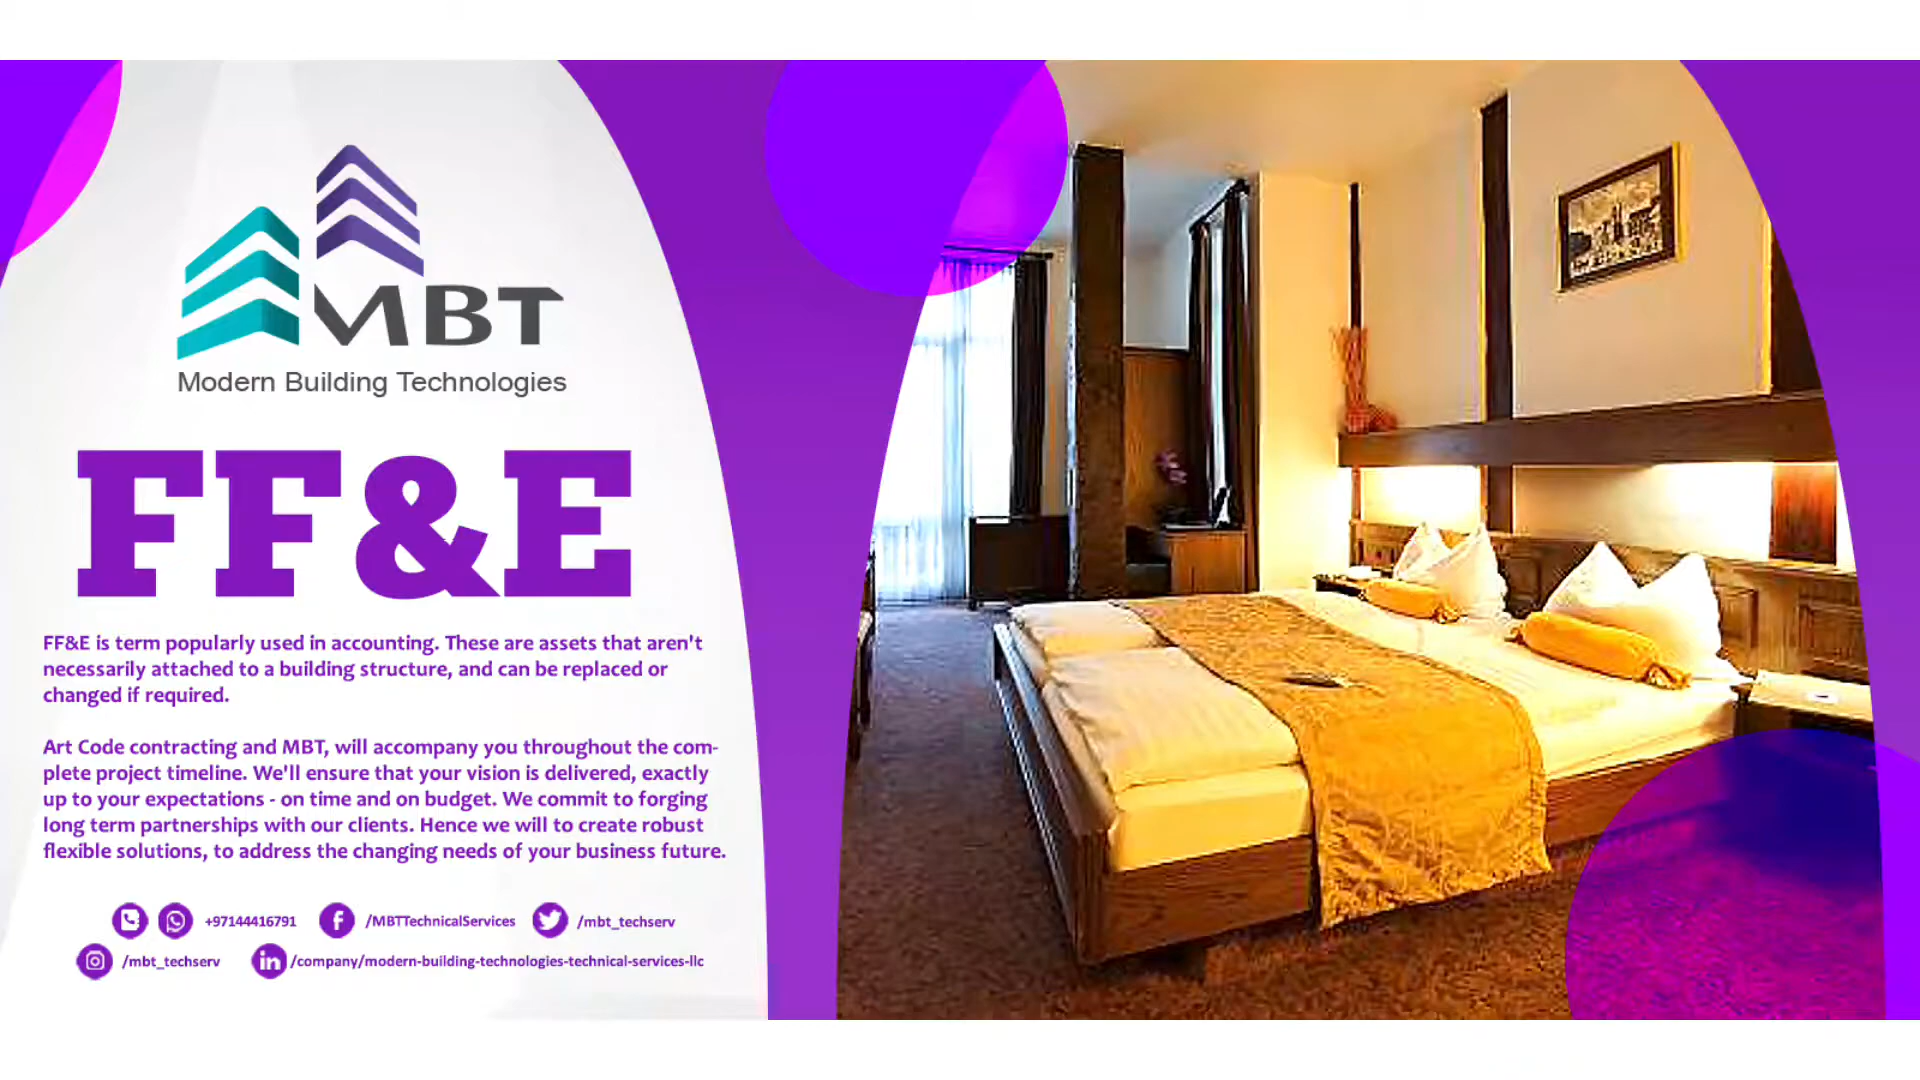 MBT
Modern Building Technologies
FF&E
FF&E is term popularly used in accounting. These are assets that aren't
necessarily attached to a building structure, and can be replaced or
changed if required.
Art Code contracting and MBT, will accompany you throughout the com-
plete project timeline. We'll ensure that your vision is delivered, exactly
up to your expectations - on time and on budget. We commit to forging
long term partnerships with our clients. Hence we will to create robust
flexible solutions, to address the changing needs of your business future.
+97144416791 /MBTTechnicalServices /mbt_techserv
/mbt_techserv /company/modern-building-technologies-technical-services-llc